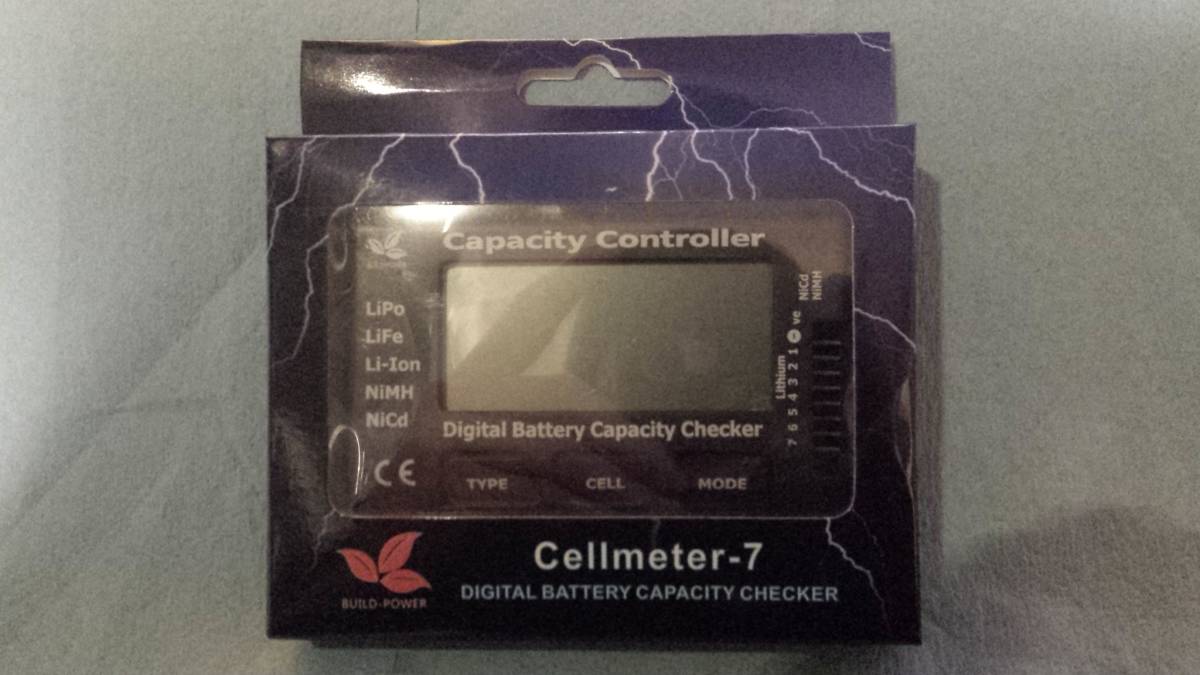 Capacity Controller
LiPo
LiFe
Li-Ion
NiMH
NiCd
CE
Digital Battery Capacity Checker
TYPE CELL MODE
NiCd
NiMH
Lithium
7 6 5 4 3 2 1 - ve
BUILD-POWER
Cellmeter-7
DIGITAL BATTERY CAPACITY CHECKER